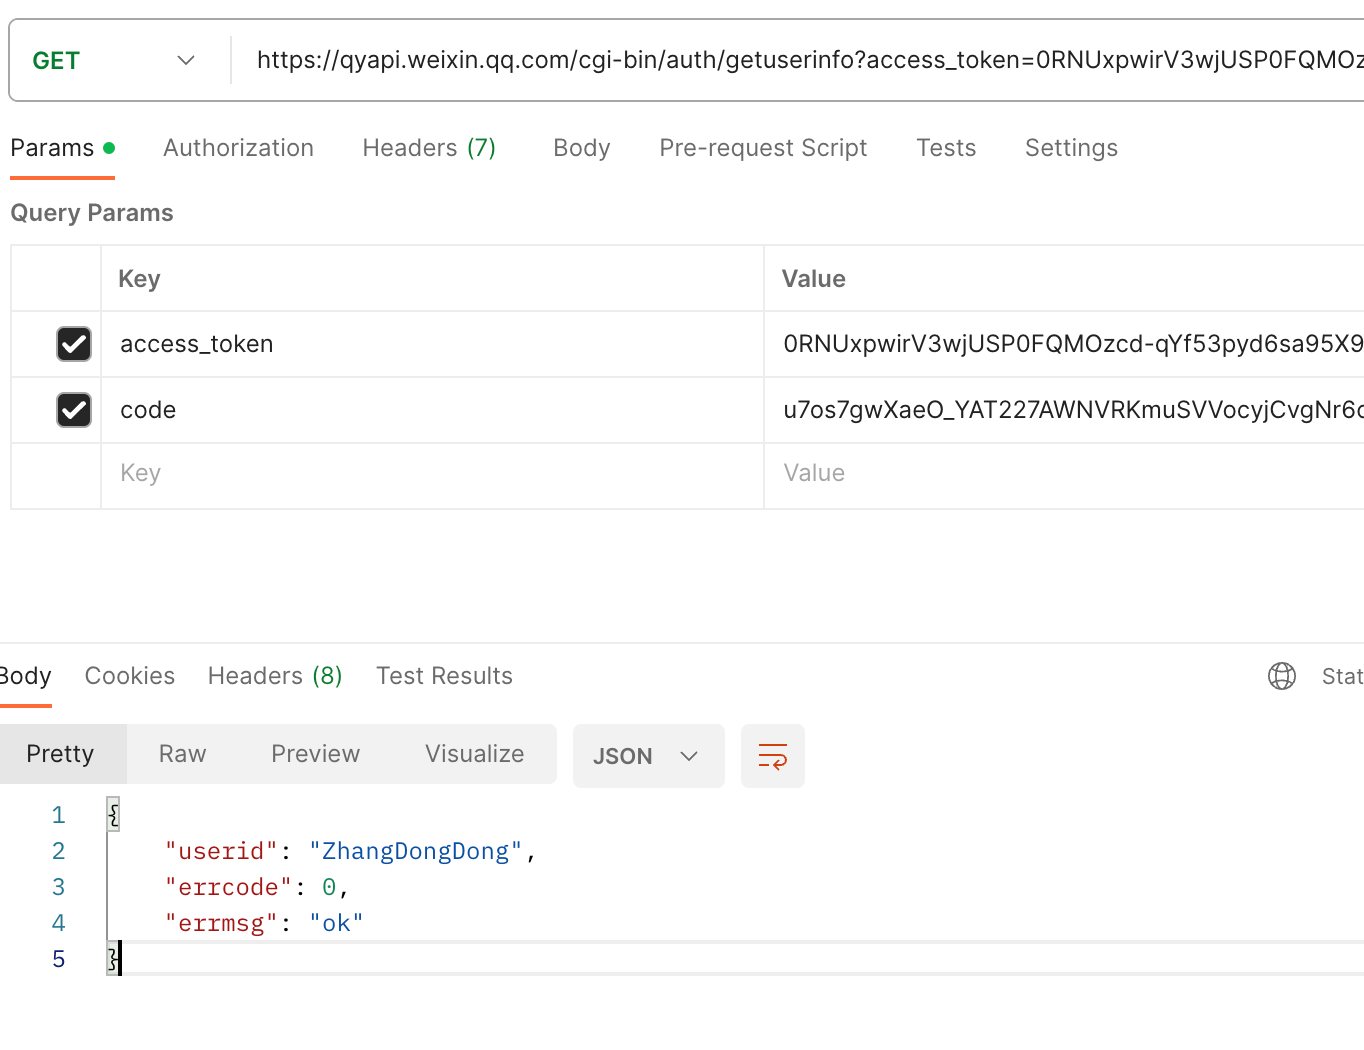 GET https://qyapi.weixin.qq.com/cgi-bin/auth/getuserinfo?access_token=0RNUxpwirV3wjUSP0FQMOz
Params Authorization Headers (7) Body Pre-request Script Tests Settings
Query Params
Key Value
access_token 0RNUxpwirV3wjUSP0FQMOzcd-qYf53pyd6sa95X9
code u7os7gwXaeO_YAT227AWNVRKmuSVVocyjCvgNr6c
Key Value
Body Cookies Headers (8) Test Results Stat
Pretty Raw Preview Visualize JSON
1 {
2 "userid": "ZhangDongDong",
3 "errcode": 0,
4 "errmsg": "ok"
5 }